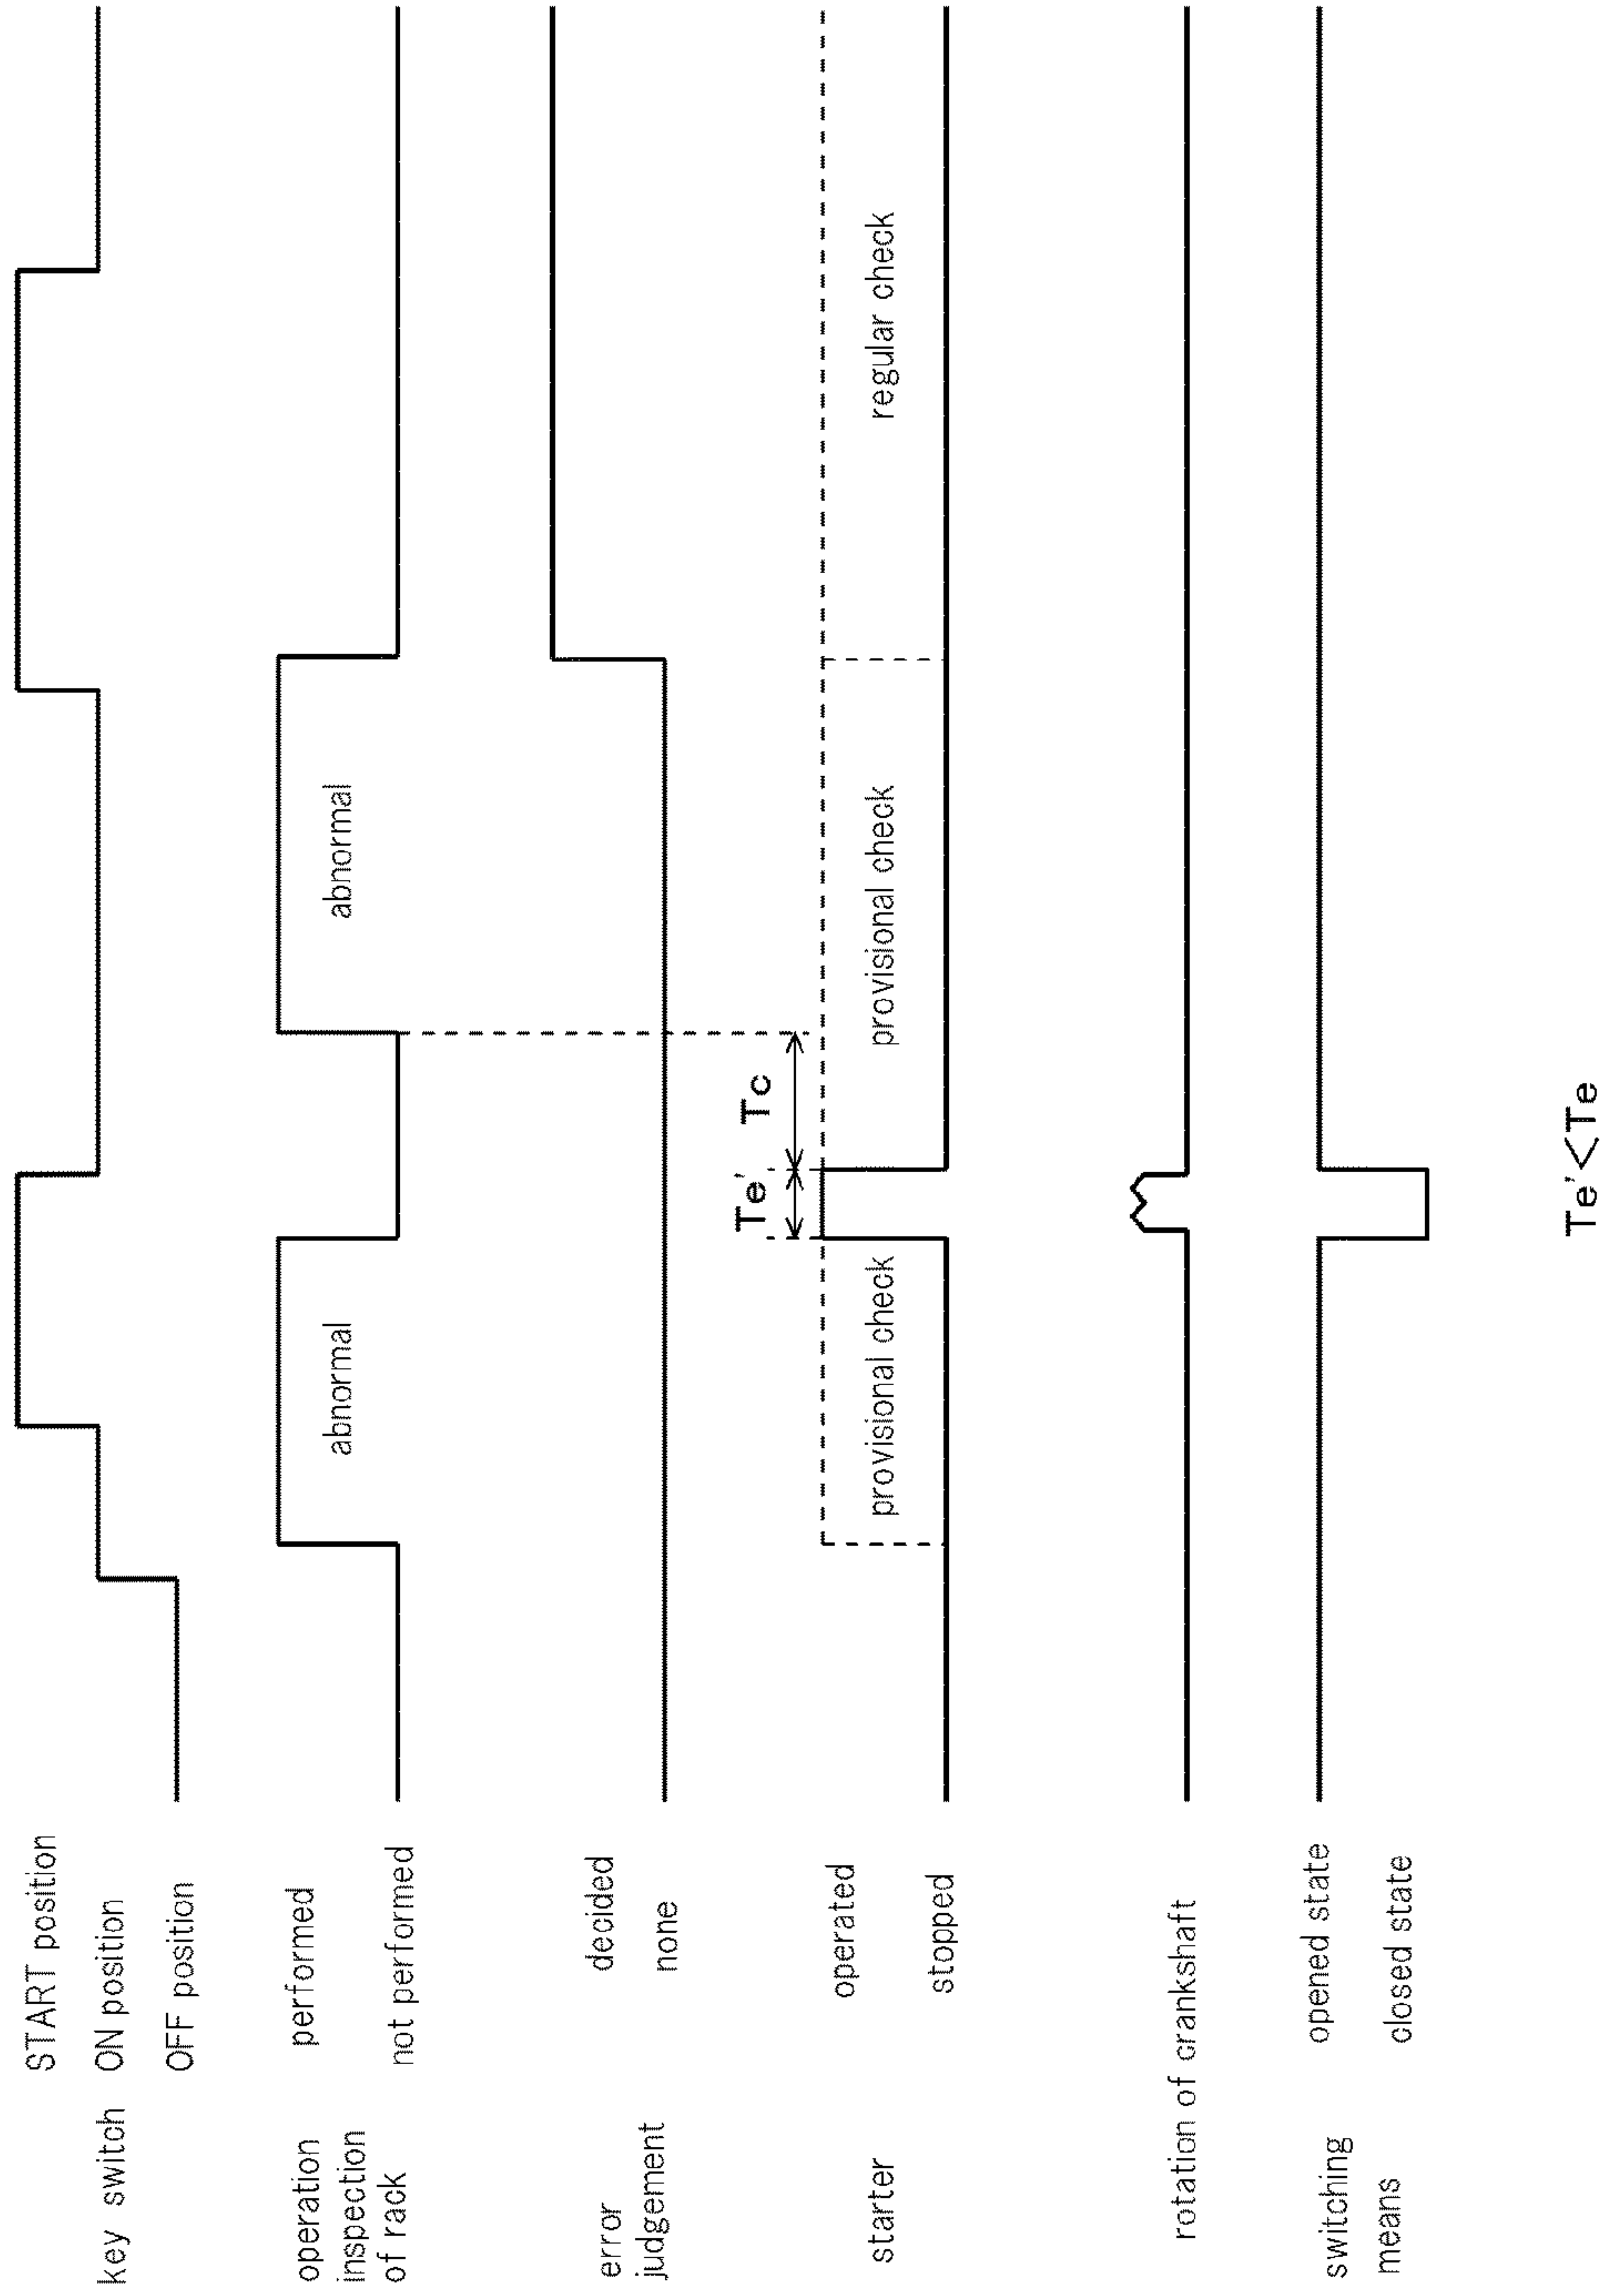 key switch
START position
ON position
OFF position
operation
inspection
of rack
performed
not performed
abnormal
abnormal
error
judgement
decided
none
starter
operated
stopped
Te'
Tc
provisional check
provisional check
regular check
rotation of crankshaft
switching
means
opened state
closed state
Te'<Te